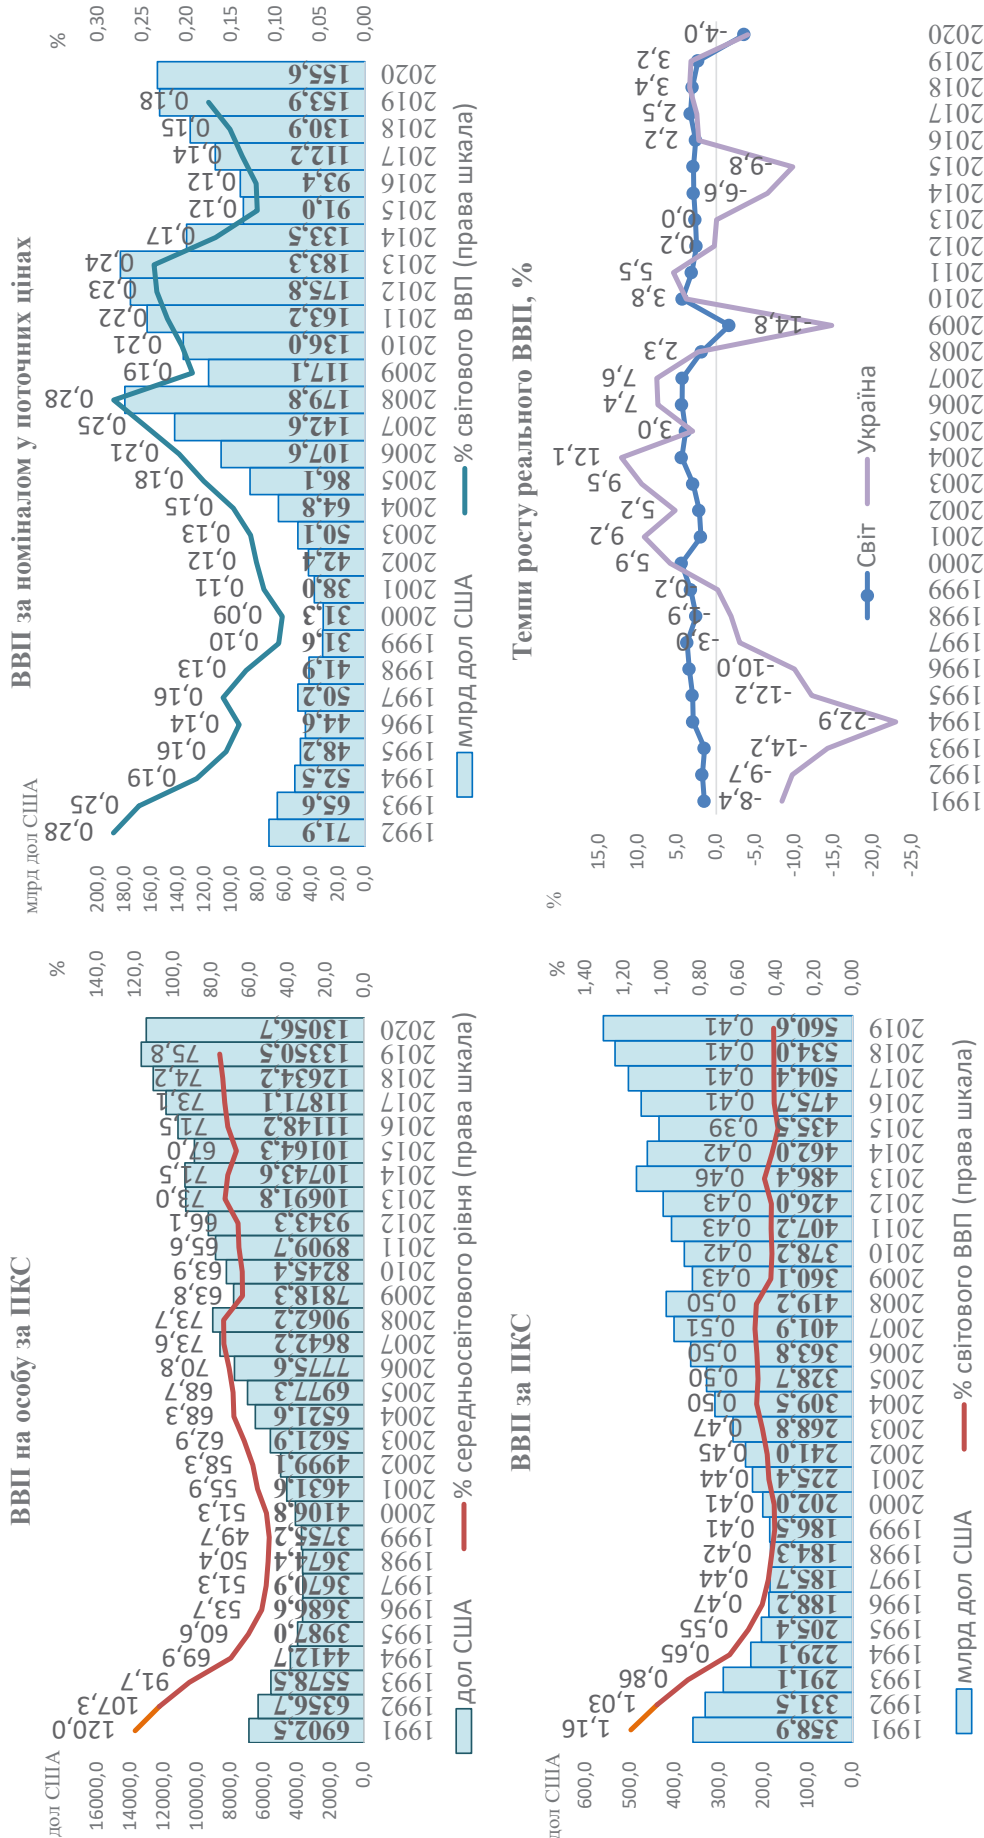 ВВП на особу за ПКС
дол США
%
16000,0
14000,0
12000,0
10000,0
8000,0
6000,0
4000,0
2000,0
0,0
140,0
120,0
100,0
80,0
60,0
40,0
20,0
0,0
120,0 107,3 91,7 69,9 60,6 53,7 51,3 50,4 49,7 51,3 55,9 58,3 62,9 68,3 68,7 70,8 73,6 73,7 63,8 63,9 65,6 66,1 73,0 71,5 67,0 71,5 73,1 74,2 75,8
6902,5 6356,7 5578,5 4412,7 3987,0 3686,6 3670,9 3674,4 3755,2 4106,8 4631,6 4999,1 5621,9 6521,6 6977,3 7775,6 8642,2 9062,2 7818,3 8245,4 8909,7 9343,3 10691,8 10743,6 10164,3 11148,2 11871,1 12634,2 13350,5 13056,7
1991 1992 1993 1994 1995 1996 1997 1998 1999 2000 2001 2002 2003 2004 2005 2006 2007 2008 2009 2010 2011 2012 2013 2014 2015 2016 2017 2018 2019 2020
дол США % середньосвітового рівня (права шкала)
ВВП за номіналом у поточних цінах
млрд дол США
%
200,0
180,0
160,0
140,0
120,0
100,0
80,0
60,0
40,0
20,0
0,0
0,30
0,25
0,20
0,15
0,10
0,05
0,00
0,28 0,25 0,19 0,16 0,14 0,16 0,13 0,10 0,09 0,11 0,12 0,13 0,15 0,18 0,21 0,25 0,28 0,19 0,21 0,22 0,23 0,24 0,17 0,12 0,12 0,14 0,15 0,18
71,9 65,6 52,5 48,2 44,6 50,2 41,9 31,6 31,3 38,0 42,4 50,1 64,8 86,1 107,6 142,6 179,8 117,1 136,0 163,2 175,8 183,3 133,5 91,0 93,4 112,2 130,9 153,9 155,6
1992 1993 1994 1995 1996 1997 1998 1999 2000 2001 2002 2003 2004 2005 2006 2007 2008 2009 2010 2011 2012 2013 2014 2015 2016 2017 2018 2019 2020
млрд дол США % світового ВВП (права шкала)
ВВП за ПКС
дол США
%
600,0
500,0
400,0
300,0
200,0
100,0
0,0
1,40
1,20
1,00
0,80
0,60
0,40
0,20
0,00
1,16 1,03 0,86 0,65 0,55 0,47 0,44 0,42 0,41 0,41 0,44 0,45 0,47 0,50 0,50 0,50 0,51 0,50 0,43 0,42 0,43 0,43 0,46 0,42 0,39 0,41 0,41 0,41 0,41
358,9 331,5 291,1 229,1 205,4 188,2 185,7 184,3 186,5 202,0 225,4 241,0 268,8 309,5 328,7 363,8 401,9 419,2 360,1 378,2 407,2 426,0 486,4 462,0 435,5 475,7 504,4 534,0 560,6
1991 1992 1993 1994 1995 1996 1997 1998 1999 2000 2001 2002 2003 2004 2005 2006 2007 2008 2009 2010 2011 2012 2013 2014 2015 2016 2017 2018 2019
млрд дол США % світового ВВП (права шкала)
Темпи росту реального ВВП, %
%
15,0
10,0
5,0
0,0
-5,0
-10,0
-15,0
-20,0
-25,0
-8,4 -9,7 -14,2 -22,9 -12,2 -10,0 -3,0 -1,9 -0,2 5,9 9,2 5,2 9,5 12,1 3,0 7,4 7,6 2,3 -14,8 3,8 5,5 0,2 0,0 -6,6 -9,8 2,2 2,5 3,4 3,2 -4,0
1991 1992 1993 1994 1995 1996 1997 1998 1999 2000 2001 2002 2003 2004 2005 2006 2007 2008 2009 2010 2011 2012 2013 2014 2015 2016 2017 2018 2019 2020
Світ Україна